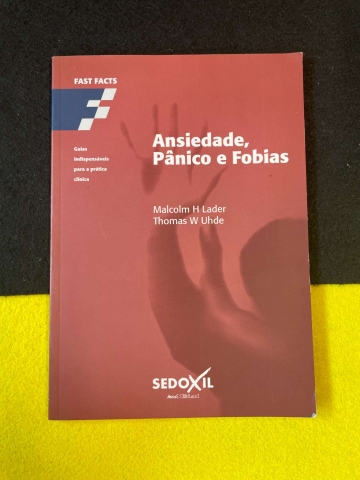 FAST FACTS
Guias
indispensáveis
para a prática
clínica
Ansiedade,
Pânico e Fobias
Malcolm H Lader
Thomas W Uhde
SEDOXIL